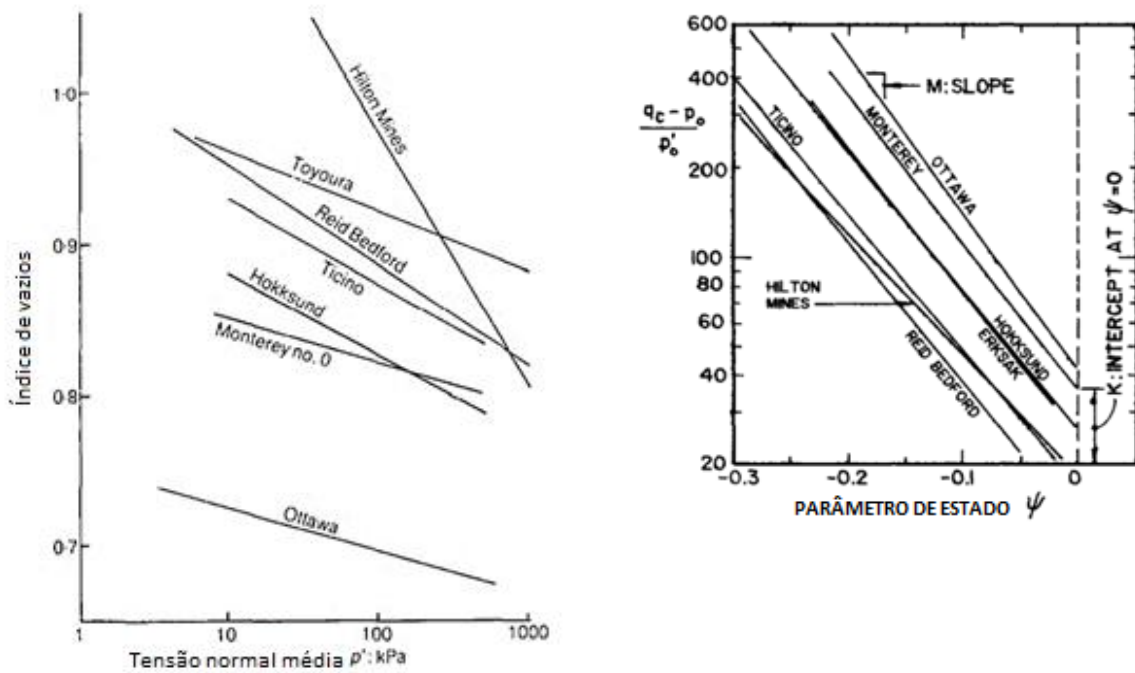 1·0
0·9
0·8
0·7
Índice de vazios
Hilton Mines
Toyoura
Reid Bedford
Ticino
Hokksund
Monterey no. 0
Ottawa
1
10
100
1000
Tensão normal média p': kPa
600
400
200
100
80
60
40
20
qc - po
p'o
M: SLOPE
TICINO
MONTEREY
OTTAWA
HILTON
MINES
HOKKSUND
ERKSAK
REID BEDFORD
K: INTERCEPT AT ψ=0
-0.3
-0.2
-0.1
0
PARÂMETRO DE ESTADO ψ